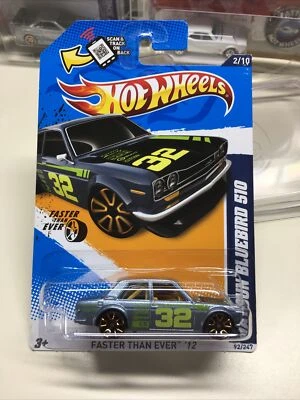 SCAN &
TRACK
ON
BACK
HOT WHEELS
2/10
32
32
FASTER
THAN
EVER
BLUEBIRD 510
32
3+
FASTER THAN EVER '12
92/247